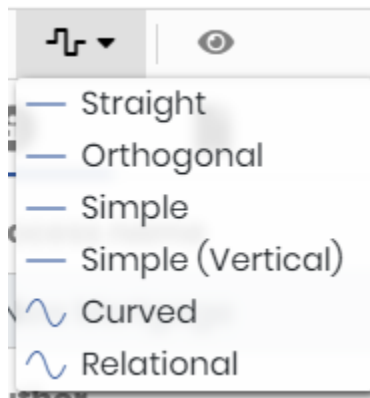 Straight
Orthogonal
Simple
Simple (Vertical)
Curved
Relational